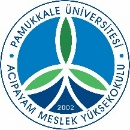 PAMUKKALE ÜNİVERSİTESİ
ACIPAYAM MESLEK YÜKSEKOKULU
2002